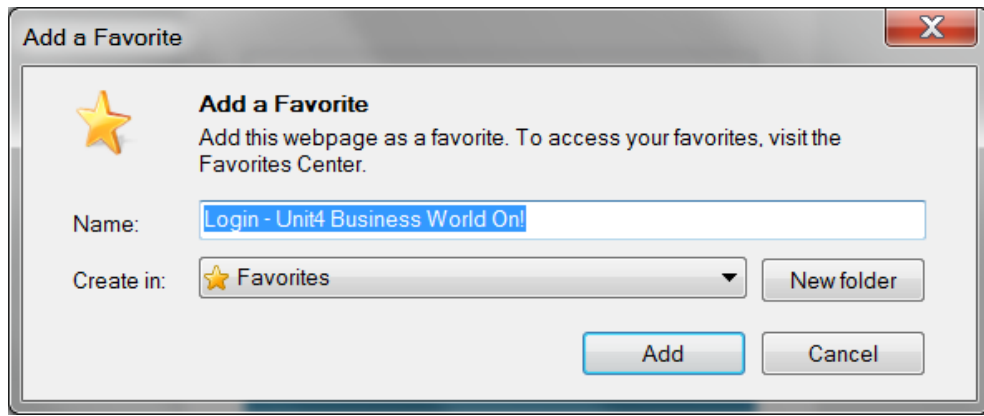 Add a Favorite
Add a Favorite
Add this webpage as a favorite. To access your favorites, visit the
Favorites Center.
Name: Login - Unit4 Business World On!
Create in: Favorites New folder
Add Cancel